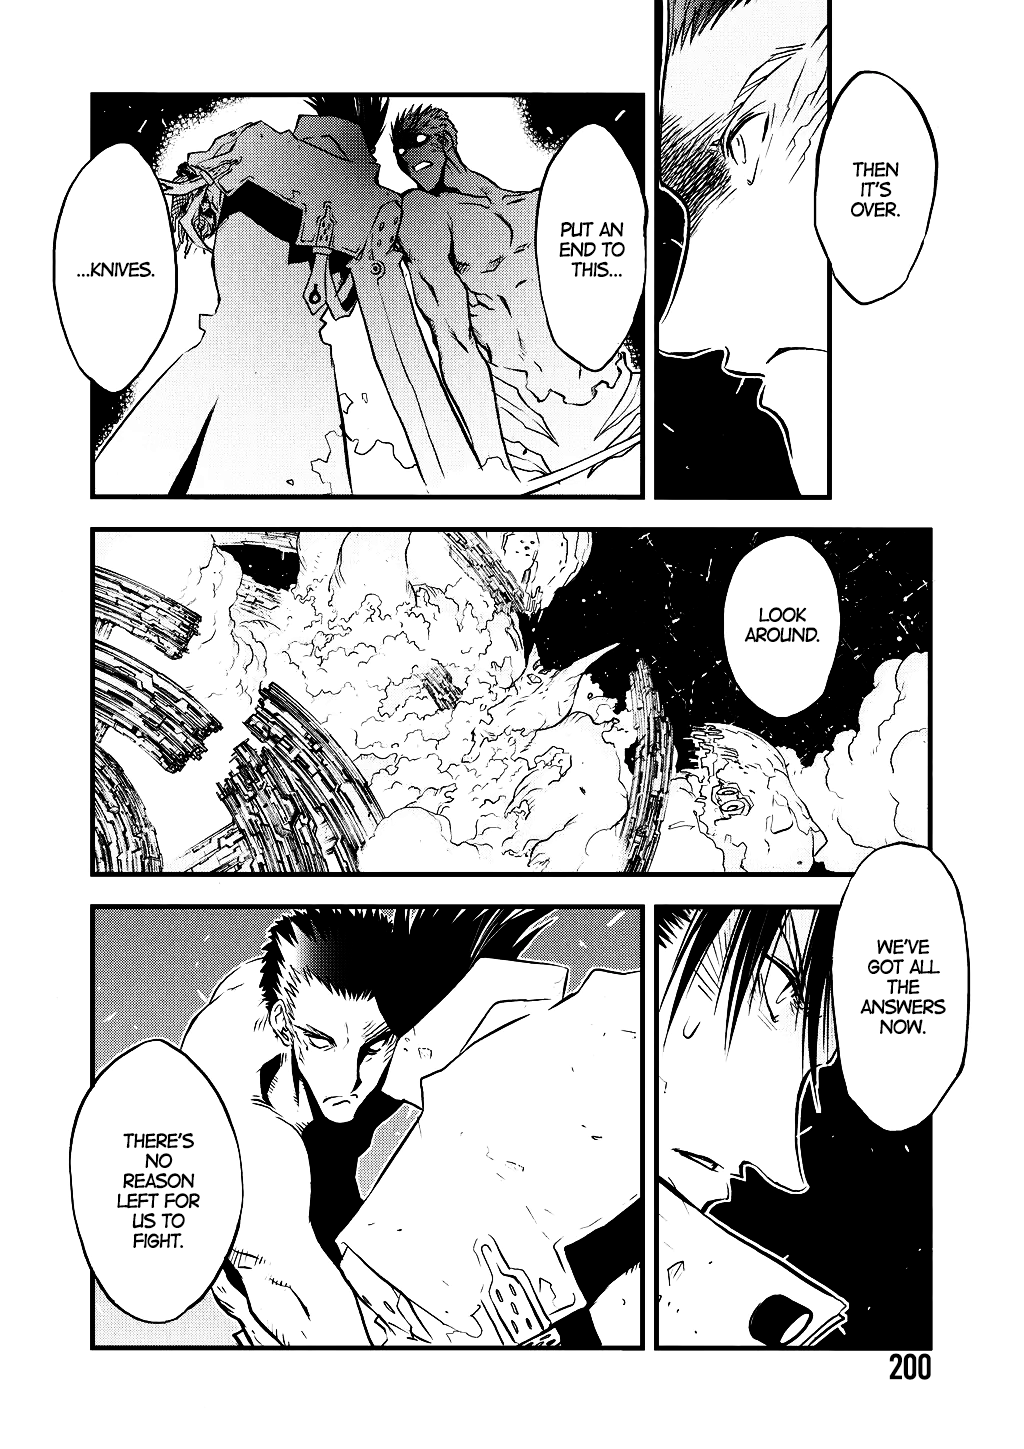 THEN
IT'S
OVER.
PUT AN
END TO
THIS...
...KNIVES.
LOOK
AROUND.
WE'VE
GOT ALL
THE
ANSWERS
NOW.
THERE'S
NO
REASON
LEFT FOR
US TO
FIGHT.
200